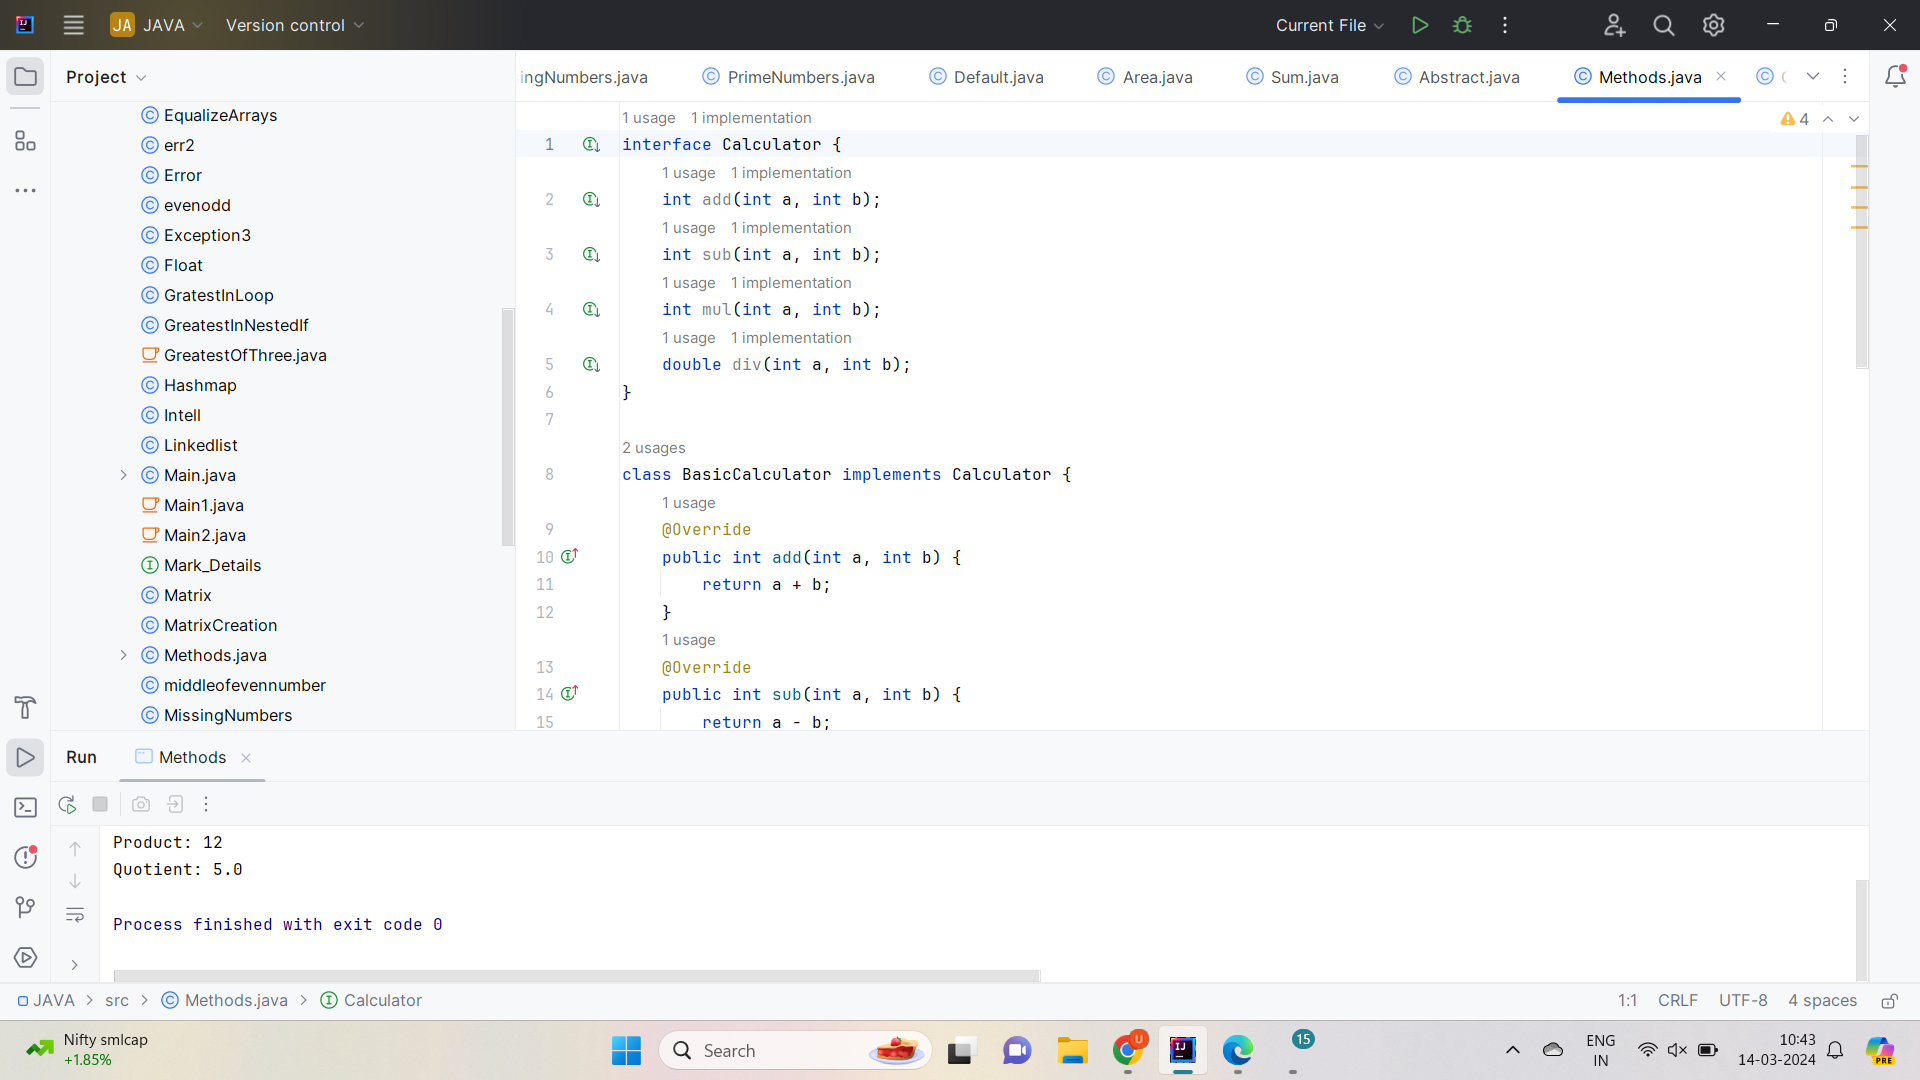 JA JAVA Version control Current File
Project
ingNumbers.java PrimeNumbers.java Default.java Area.java Sum.java Abstract.java Methods.java
EqualizeArrays
err2
Error
evenodd
Exception3
Float
GratestInLoop
GreatestInNestedIf
GreatestOfThree.java
Hashmap
Intell
Linkedlist
Main.java
Main1.java
Main2.java
Mark_Details
Matrix
MatrixCreation
Methods.java
middleofevennumber
MissingNumbers
1 usage 1 implementation
4
1 interface Calculator {
1 usage 1 implementation
2 int add(int a, int b);
1 usage 1 implementation
3 int sub(int a, int b);
1 usage 1 implementation
4 int mul(int a, int b);
1 usage 1 implementation
5 double div(int a, int b);
6 }
7
2 usages
8 class BasicCalculator implements Calculator {
1 usage
9 @Override
10 public int add(int a, int b) {
11 return a + b;
12 }
1 usage
13 @Override
14 public int sub(int a, int b) {
15 return a - b;
Run Methods
Product: 12
Quotient: 5.0
Process finished with exit code 0
JAVA > src > Methods.java > Calculator
1:1 CRLF UTF-8 4 spaces
Nifty smlcap
+1.85%
Search
U
IJ
15
ENG
IN
10:43
14-03-2024
PRE